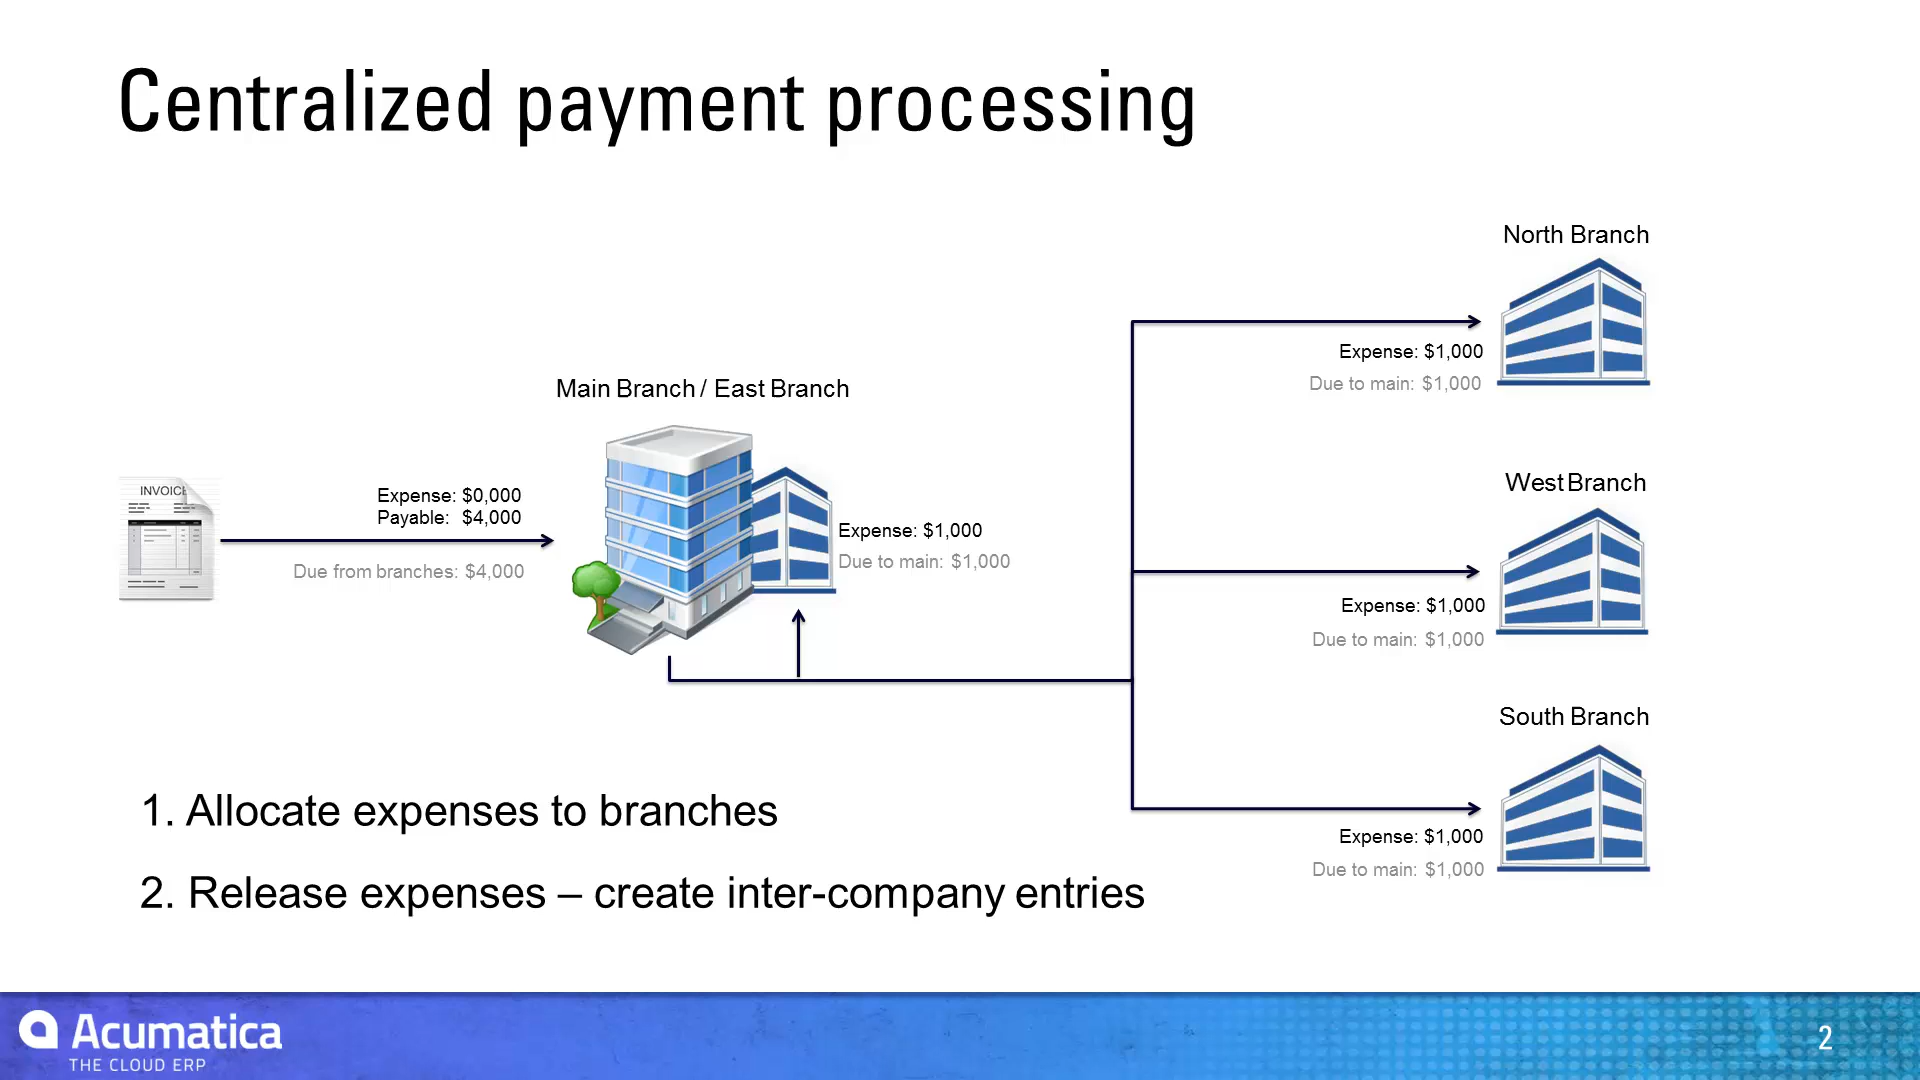 Centralized payment processing
North Branch
Expense: $1,000
Due to main: $1,000
Main Branch / East Branch
INVOICE
Expense: $0,000
Payable: $4,000
Due from branches: $4,000
Expense: $1,000
Due to main: $1,000
West Branch
Expense: $1,000
Due to main: $1,000
South Branch
Expense: $1,000
Due to main: $1,000
1. Allocate expenses to branches
2. Release expenses – create inter-company entries
Acumatica
THE CLOUD ERP
2